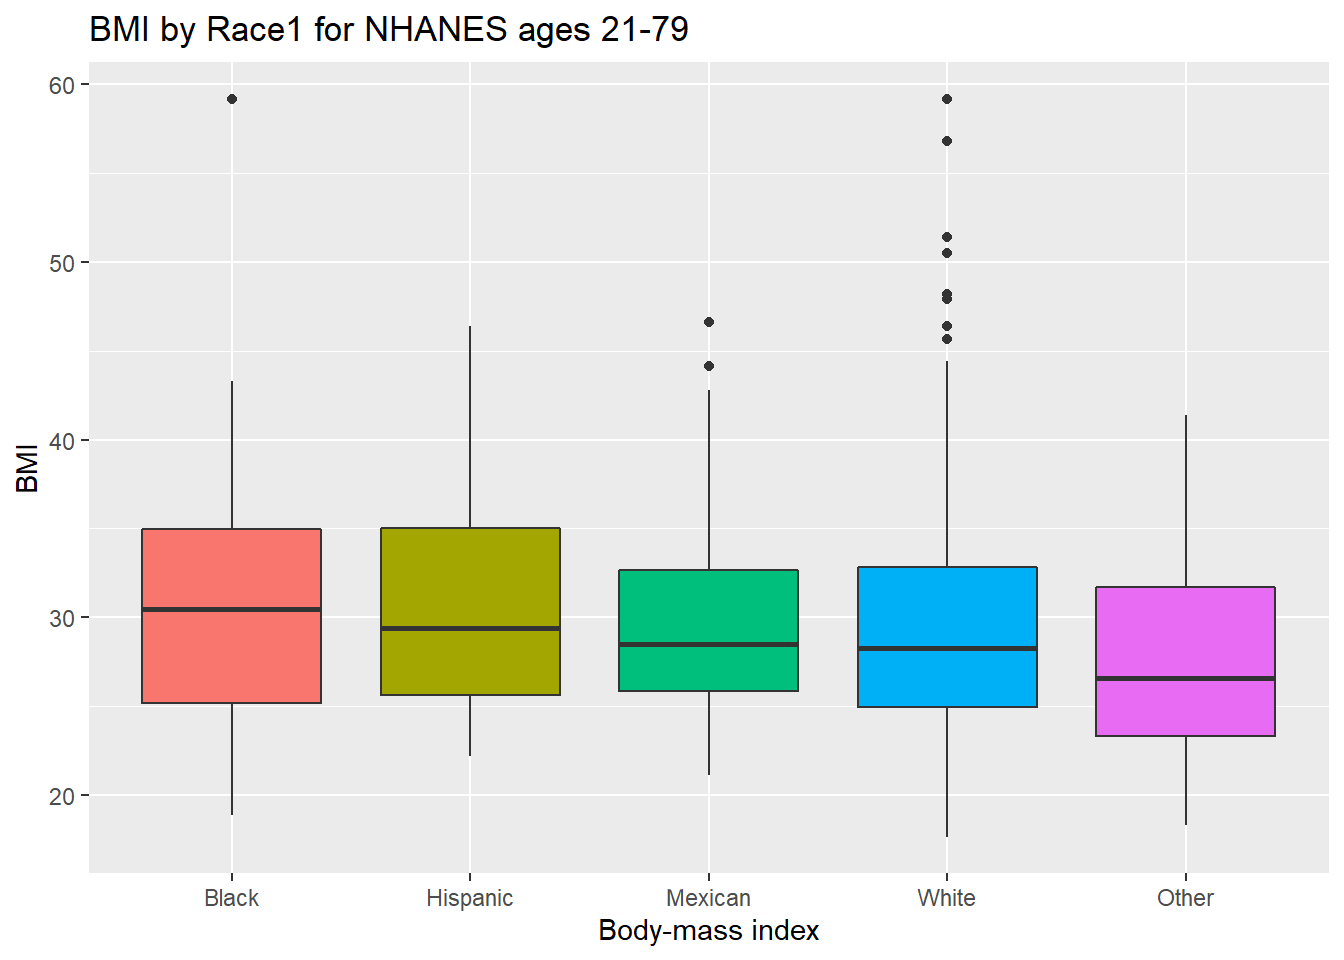 BMI by Race1 for NHANES ages 21-79
60
50
40
30
20
BMI
Black Hispanic Mexican White Other
Body-mass index